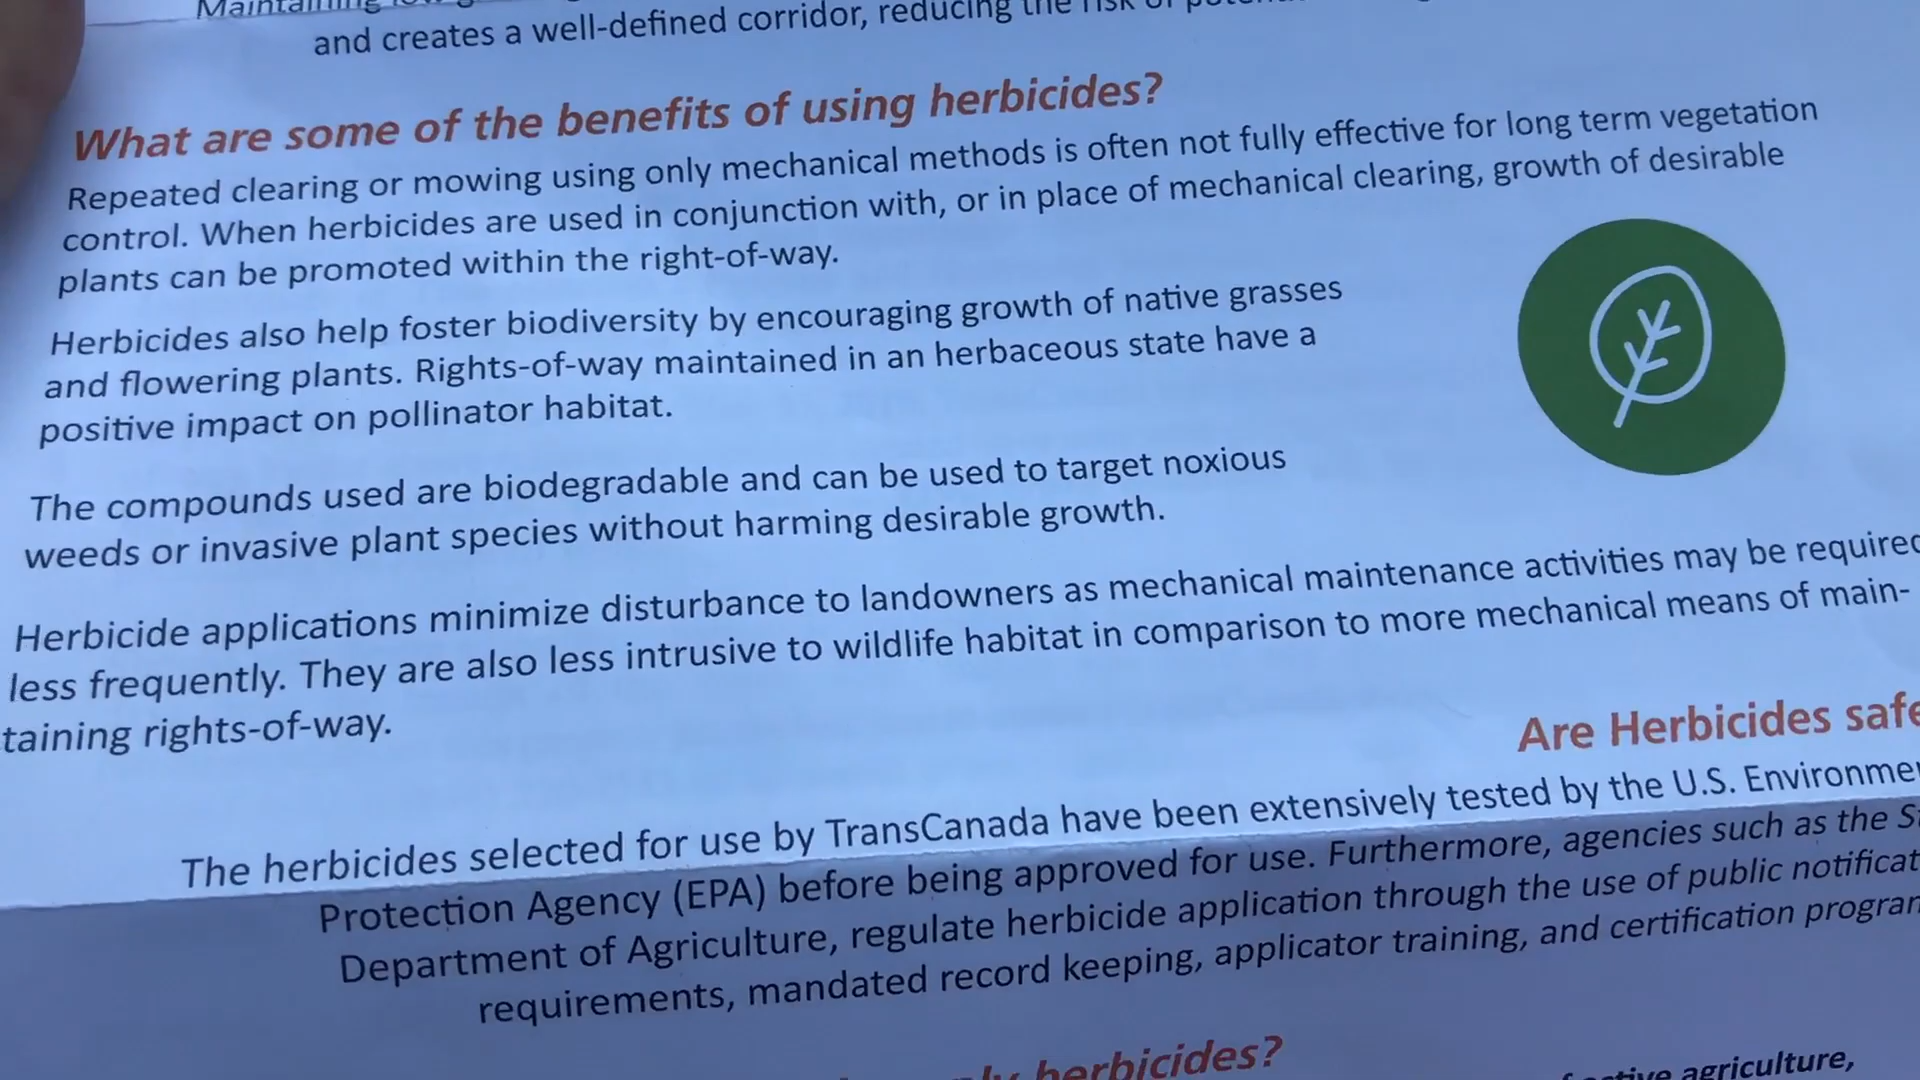 Maintaining
and creates a well-defined corridor, reducing the risk of
What are some of the benefits of using herbicides?
Repeated clearing or mowing using only mechanical methods is often not fully effective for long term vegetation
control. When herbicides are used in conjunction with, or in place of mechanical clearing, growth of desirable
plants can be promoted within the right-of-way.
Herbicides also help foster biodiversity by encouraging growth of native grasses
and flowering plants. Rights-of-way maintained in an herbaceous state have a
positive impact on pollinator habitat.
The compounds used are biodegradable and can be used to target noxious
weeds or invasive plant species without harming desirable growth.
Herbicide applications minimize disturbance to landowners as mechanical maintenance activities may be required
less frequently. They are also less intrusive to wildlife habitat in comparison to more mechanical means of main-
taining rights-of-way.
Are Herbicides safe
The herbicides selected for use by TransCanada have been extensively tested by the U.S.
Protection Agency (EPA) before being approved for use. Furthermore, agencies such as the
Department of Agriculture, regulate herbicide application through the use of public
requirements, mandated record keeping, applicator training, and certification
herbicides?
agriculture,